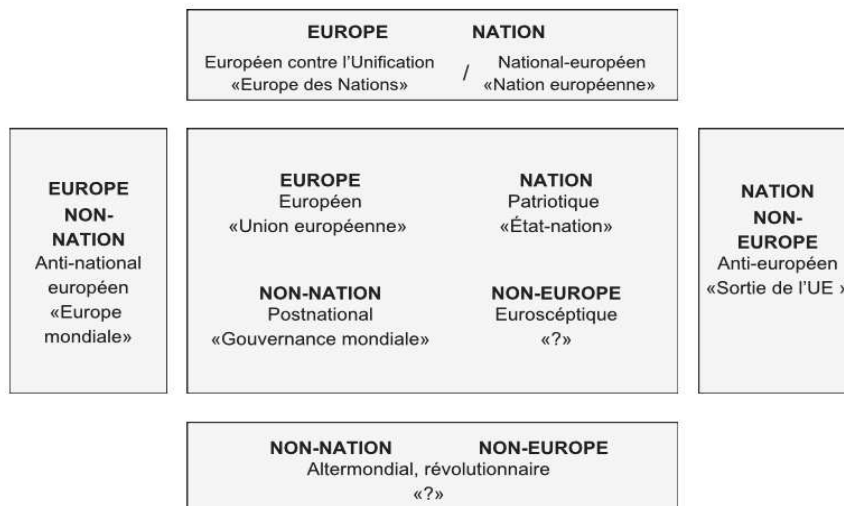 EUROPE NATION
Européen contre l'Unification / National-européen
«Europe des Nations» «Nation européenne»
EUROPE
NON-
NATION
Anti-national
européen
«Europe
mondiale»
EUROPE NATION
Européen Patriotique
«Union européenne» «État-nation»
NON-NATION NON-EUROPE
Postnational Euroscéptique
«Gouvernance mondiale» «?»
NATION
NON-
EUROPE
Anti-européen
«Sortie de l'UE »
NON-NATION NON-EUROPE
Altermondial, révolutionnaire
«?»